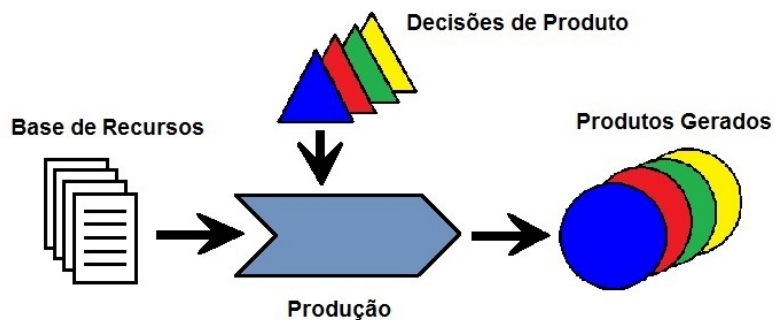 Decisões de Produto
Base de Recursos
Produtos Gerados
Produção